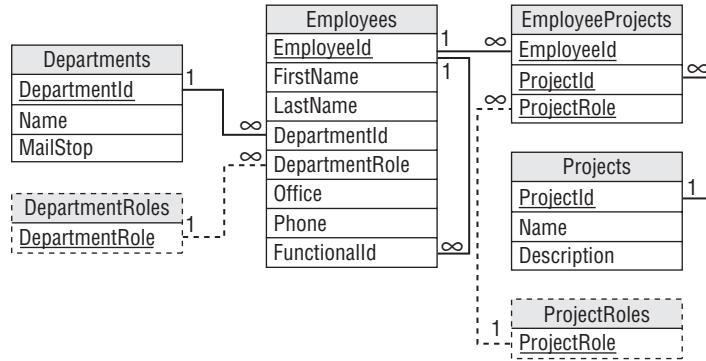 Departments
DepartmentId
Name
MailStop
DepartmentRoles
DepartmentRole
1
1
∞
∞
Employees
EmployeeId
FirstName
LastName
DepartmentId
DepartmentRole
Office
Phone
FunctionalId
1
1
∞
∞
∞
1
EmployeeProjects
EmployeeId
ProjectId
ProjectRole
∞
Projects
ProjectId
Name
Description
1
ProjectRoles
ProjectRole